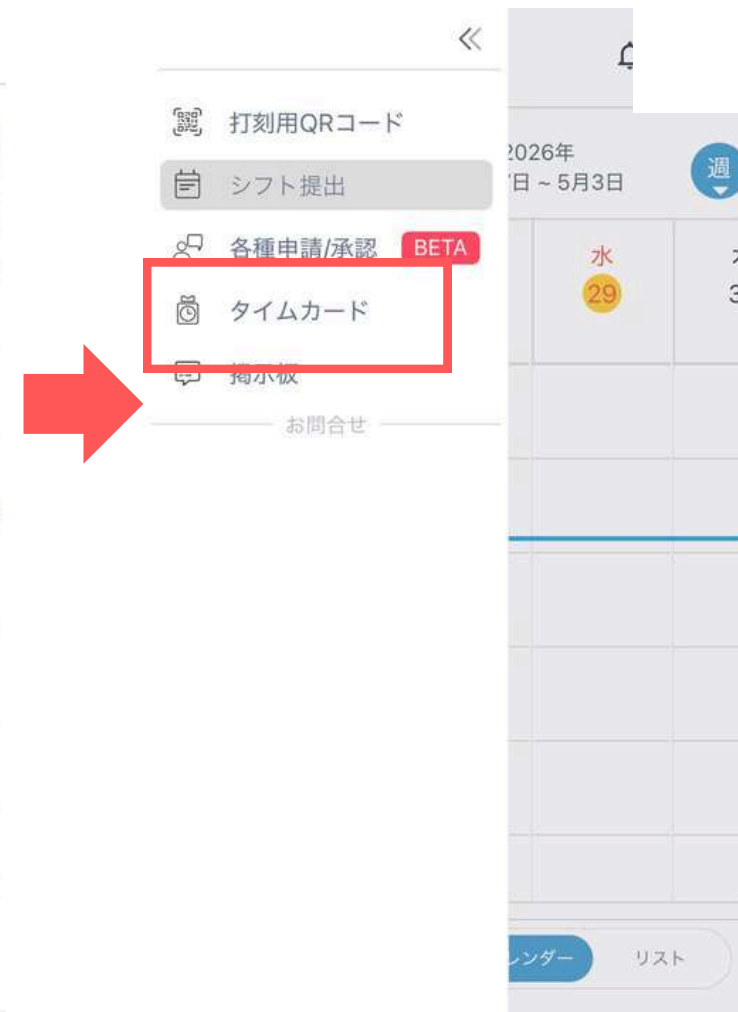 打刻用QRコード
シフト提出
各種申請/承認 BETA
タイムカード
掲示板
お問合せ
2026年
日 ~ 5月3日
週
水
29
3
レンダー
リスト